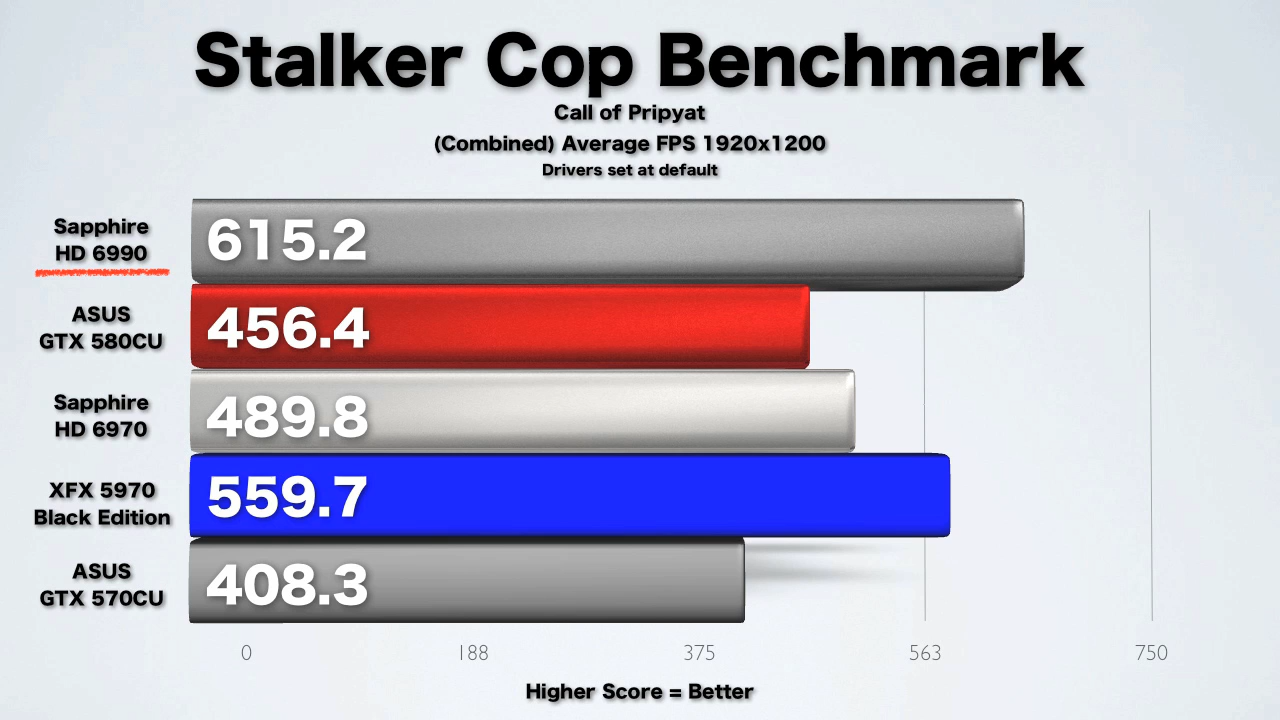 Stalker Cop Benchmark
Call of Pripyat
(Combined) Average FPS 1920x1200
Drivers set at default
Sapphire
HD 6990
615.2
ASUS
GTX 580CU
456.4
Sapphire
HD 6970
489.8
XFX 5970
Black Edition
559.7
ASUS
GTX 570CU
408.3
0 188 375 563 750
Higher Score = Better